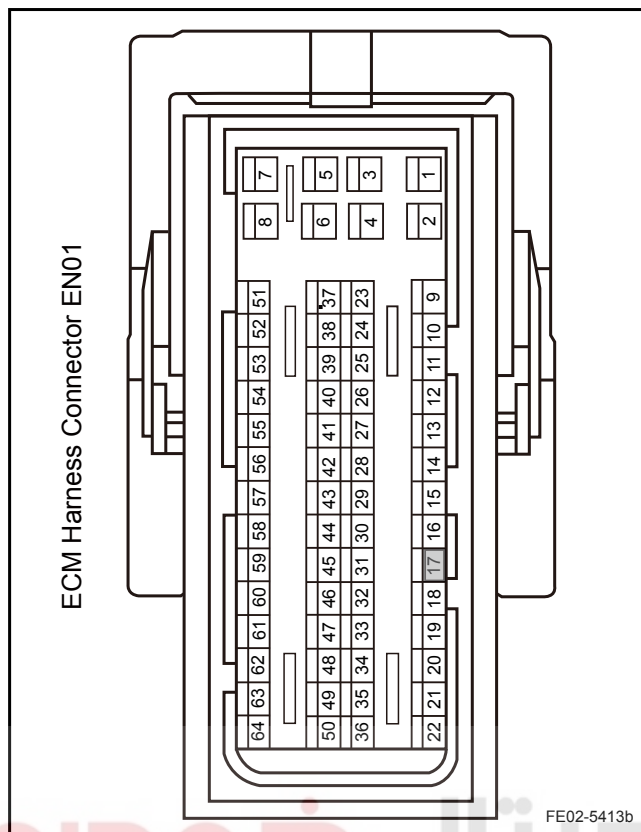 ECM Harness Connector EN01
64 63 62 61 60 59 58 57 56 55 54 53 52 51 8 7
50 49 48 47 46 45 44 43 42 41 40 39 38 37 6 5
36 35 34 33 32 31 30 29 28 27 26 25 24 23 4 3
22 21 20 19 18 17 16 15 14 13 12 11 10 9 2 1
FE02-5413b